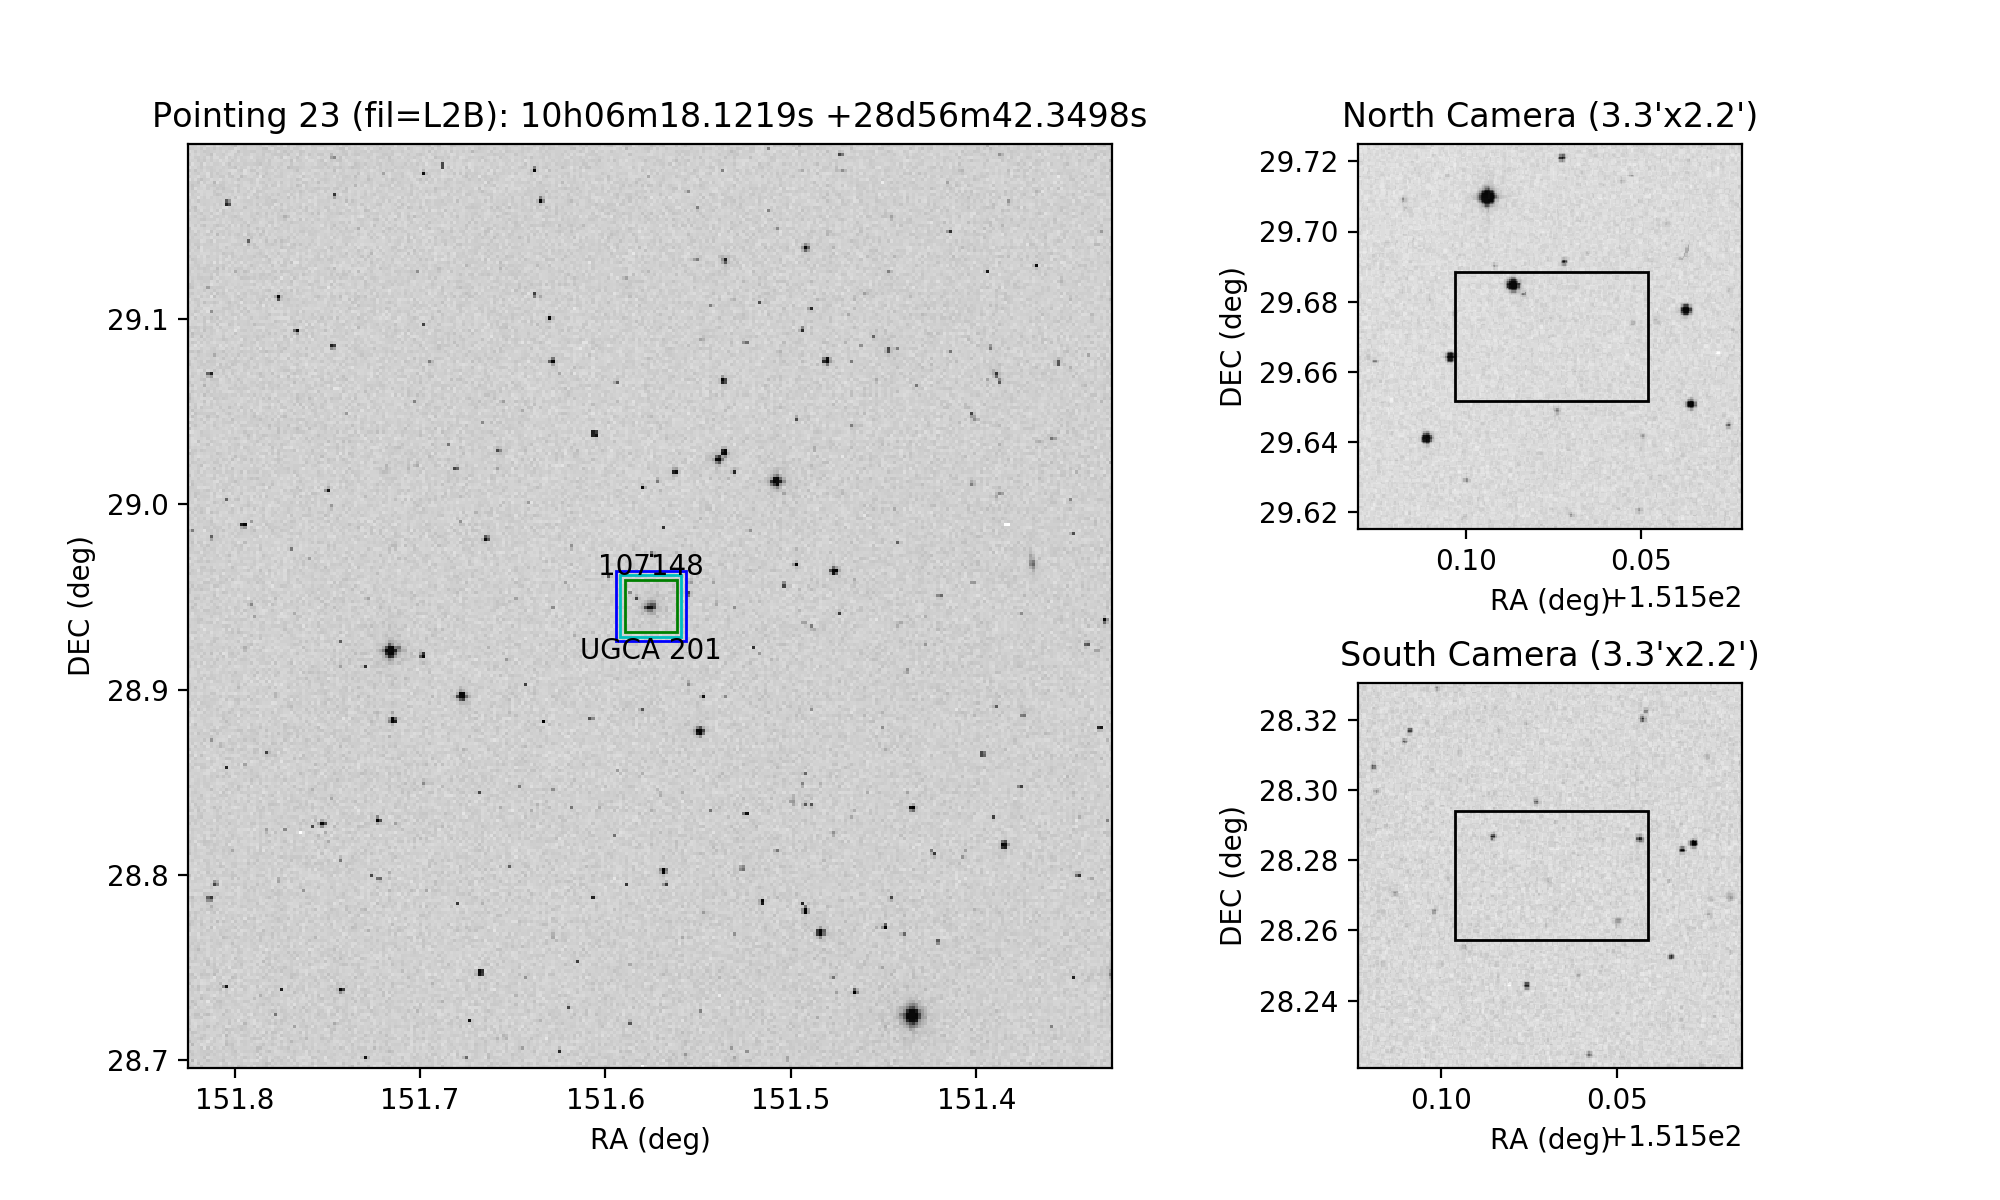 Pointing 23 (fil=L2B): 10h06m18.1219s +28d56m42.3498s
29.1
29.0
28.9
28.8
28.7
DEC (deg)
107148
UGCA 201
151.8 151.7 151.6 151.5 151.4
RA (deg)
North Camera (3.3'x2.2')
29.72
29.70
29.68
29.66
29.64
29.62
DEC (deg)
0.10 0.05
RA (deg)
+1.515e2
South Camera (3.3'x2.2')
28.32
28.30
28.28
28.26
28.24
DEC (deg)
0.10 0.05
RA (deg)
+1.515e2